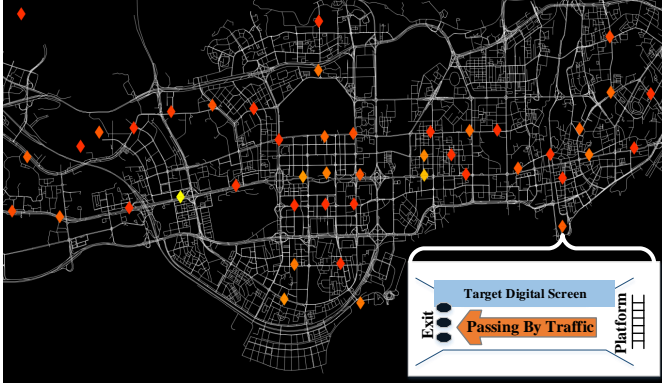 Target Digital Screen
Exit
Passing By Traffic
Platform